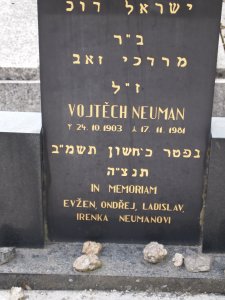 ישראל דוב
ב"ר
מרדכי זאב
ז"ל
VOJTĚCH NEUMAN
* 24. 10. 1903 ✝ 17. 11. 1981
נפטר כ׳חשון תשמ״ב
תנצ״ה
IN MEMORIAM
EVŽEN, ONDŘEJ, LADISLAV,
IRENKA NEUMANOVI